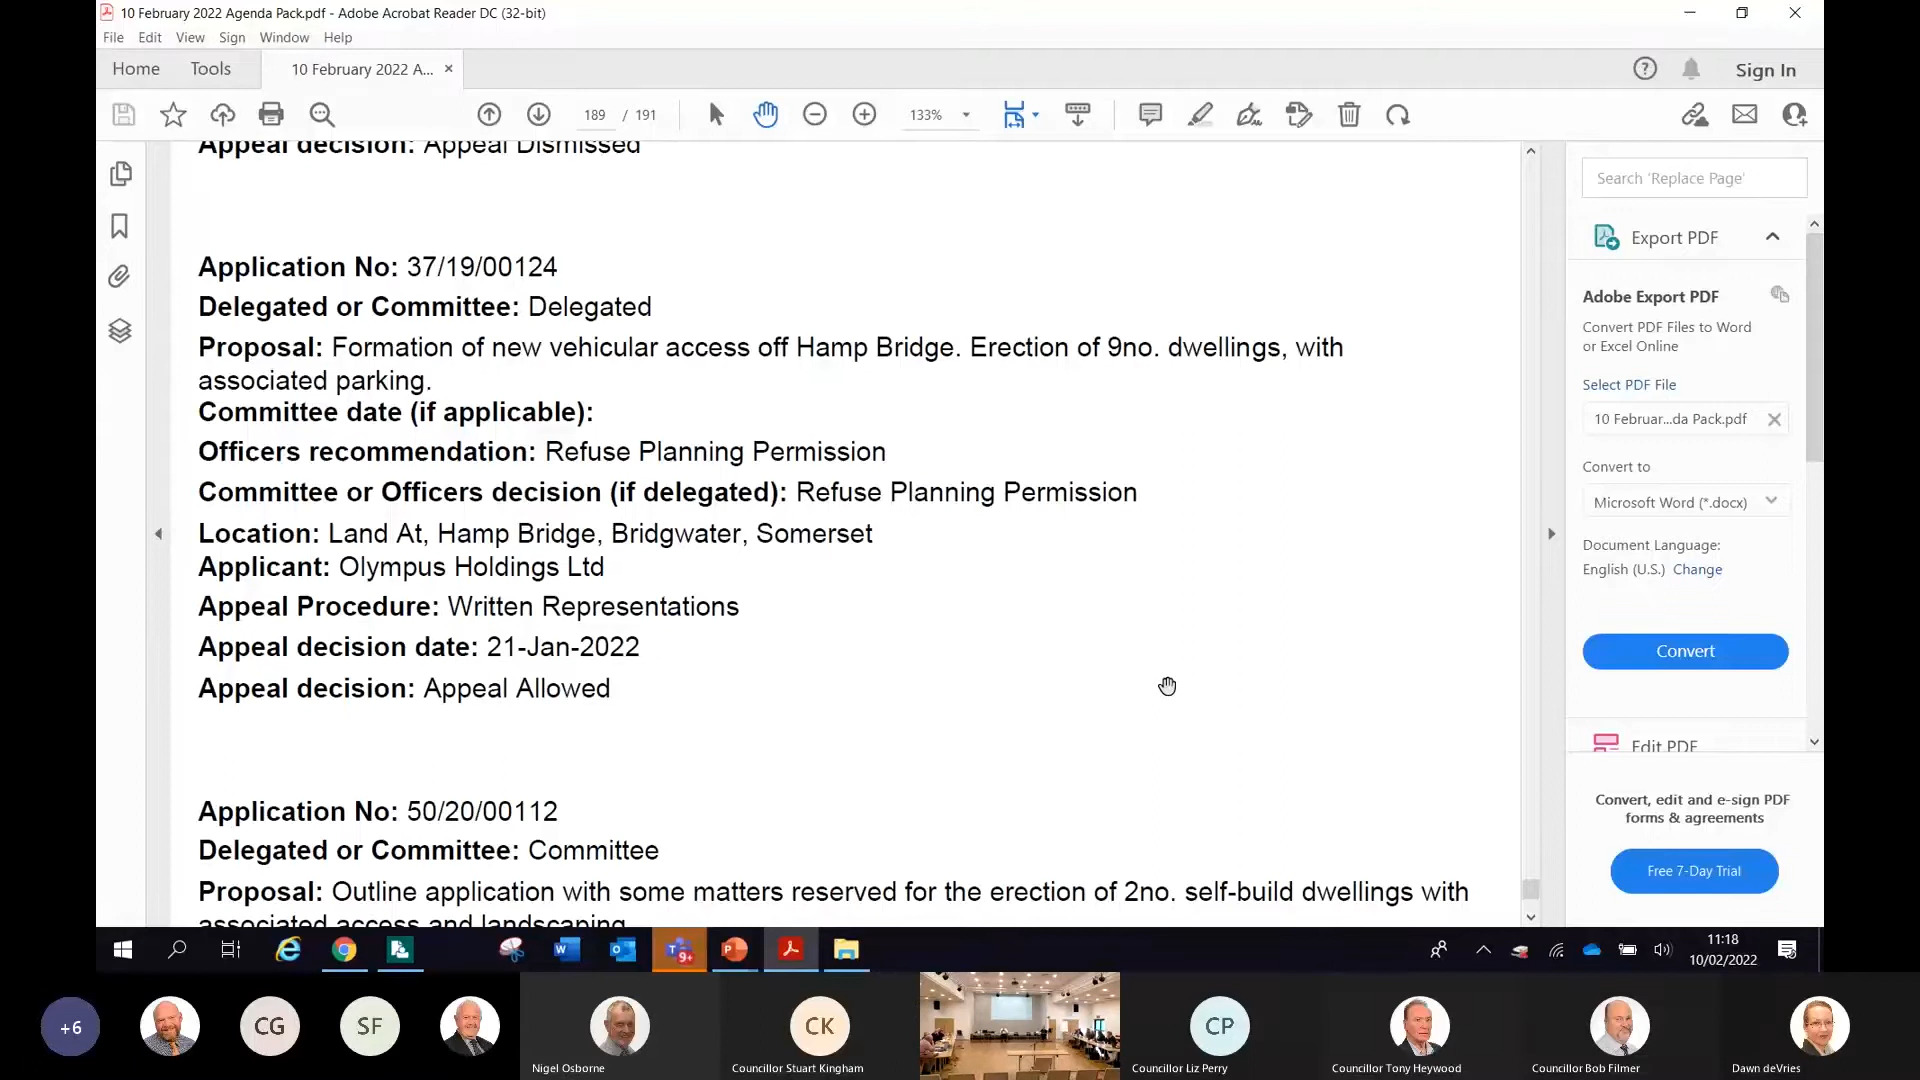 10 February 2022 Agenda Pack.pdf - Adobe Acrobat Reader DC (32-bit)
File Edit View Sign Window Help
Home Tools 10 February 2022 A... × Sign In
189 / 191 133%
Appeal decision: Appeal Dismissed
Application No: 37/19/00124
Delegated or Committee: Delegated
Proposal: Formation of new vehicular access off Hamp Bridge. Erection of 9no. dwellings, with
associated parking.
Committee date (if applicable):
Officers recommendation: Refuse Planning Permission
Committee or Officers decision (if delegated): Refuse Planning Permission
Location: Land At, Hamp Bridge, Bridgwater, Somerset
Applicant: Olympus Holdings Ltd
Appeal Procedure: Written Representations
Appeal decision date: 21-Jan-2022
Appeal decision: Appeal Allowed
Application No: 50/20/00112
Delegated or Committee: Committee
Proposal: Outline application with some matters reserved for the erection of 2no. self-build dwellings with
associated access and landscaping
Search 'Replace Page'
Export PDF
Adobe Export PDF
Convert PDF Files to Word
or Excel Online
Select PDF File
10 Februar...da Pack.pdf
Convert to
Microsoft Word (*.docx)
Document Language:
English (U.S.) Change
Convert
Edit PDF
Convert, edit and e-sign PDF
forms & agreements
Free 7-Day Trial
9+
11:18
10/02/2022
+6 CG SF CK CP
Nigel Osborne Councillor Stuart Kingham Councillor Liz Perry Councillor Tony Heywood Councillor Bob Filmer Dawn deVries